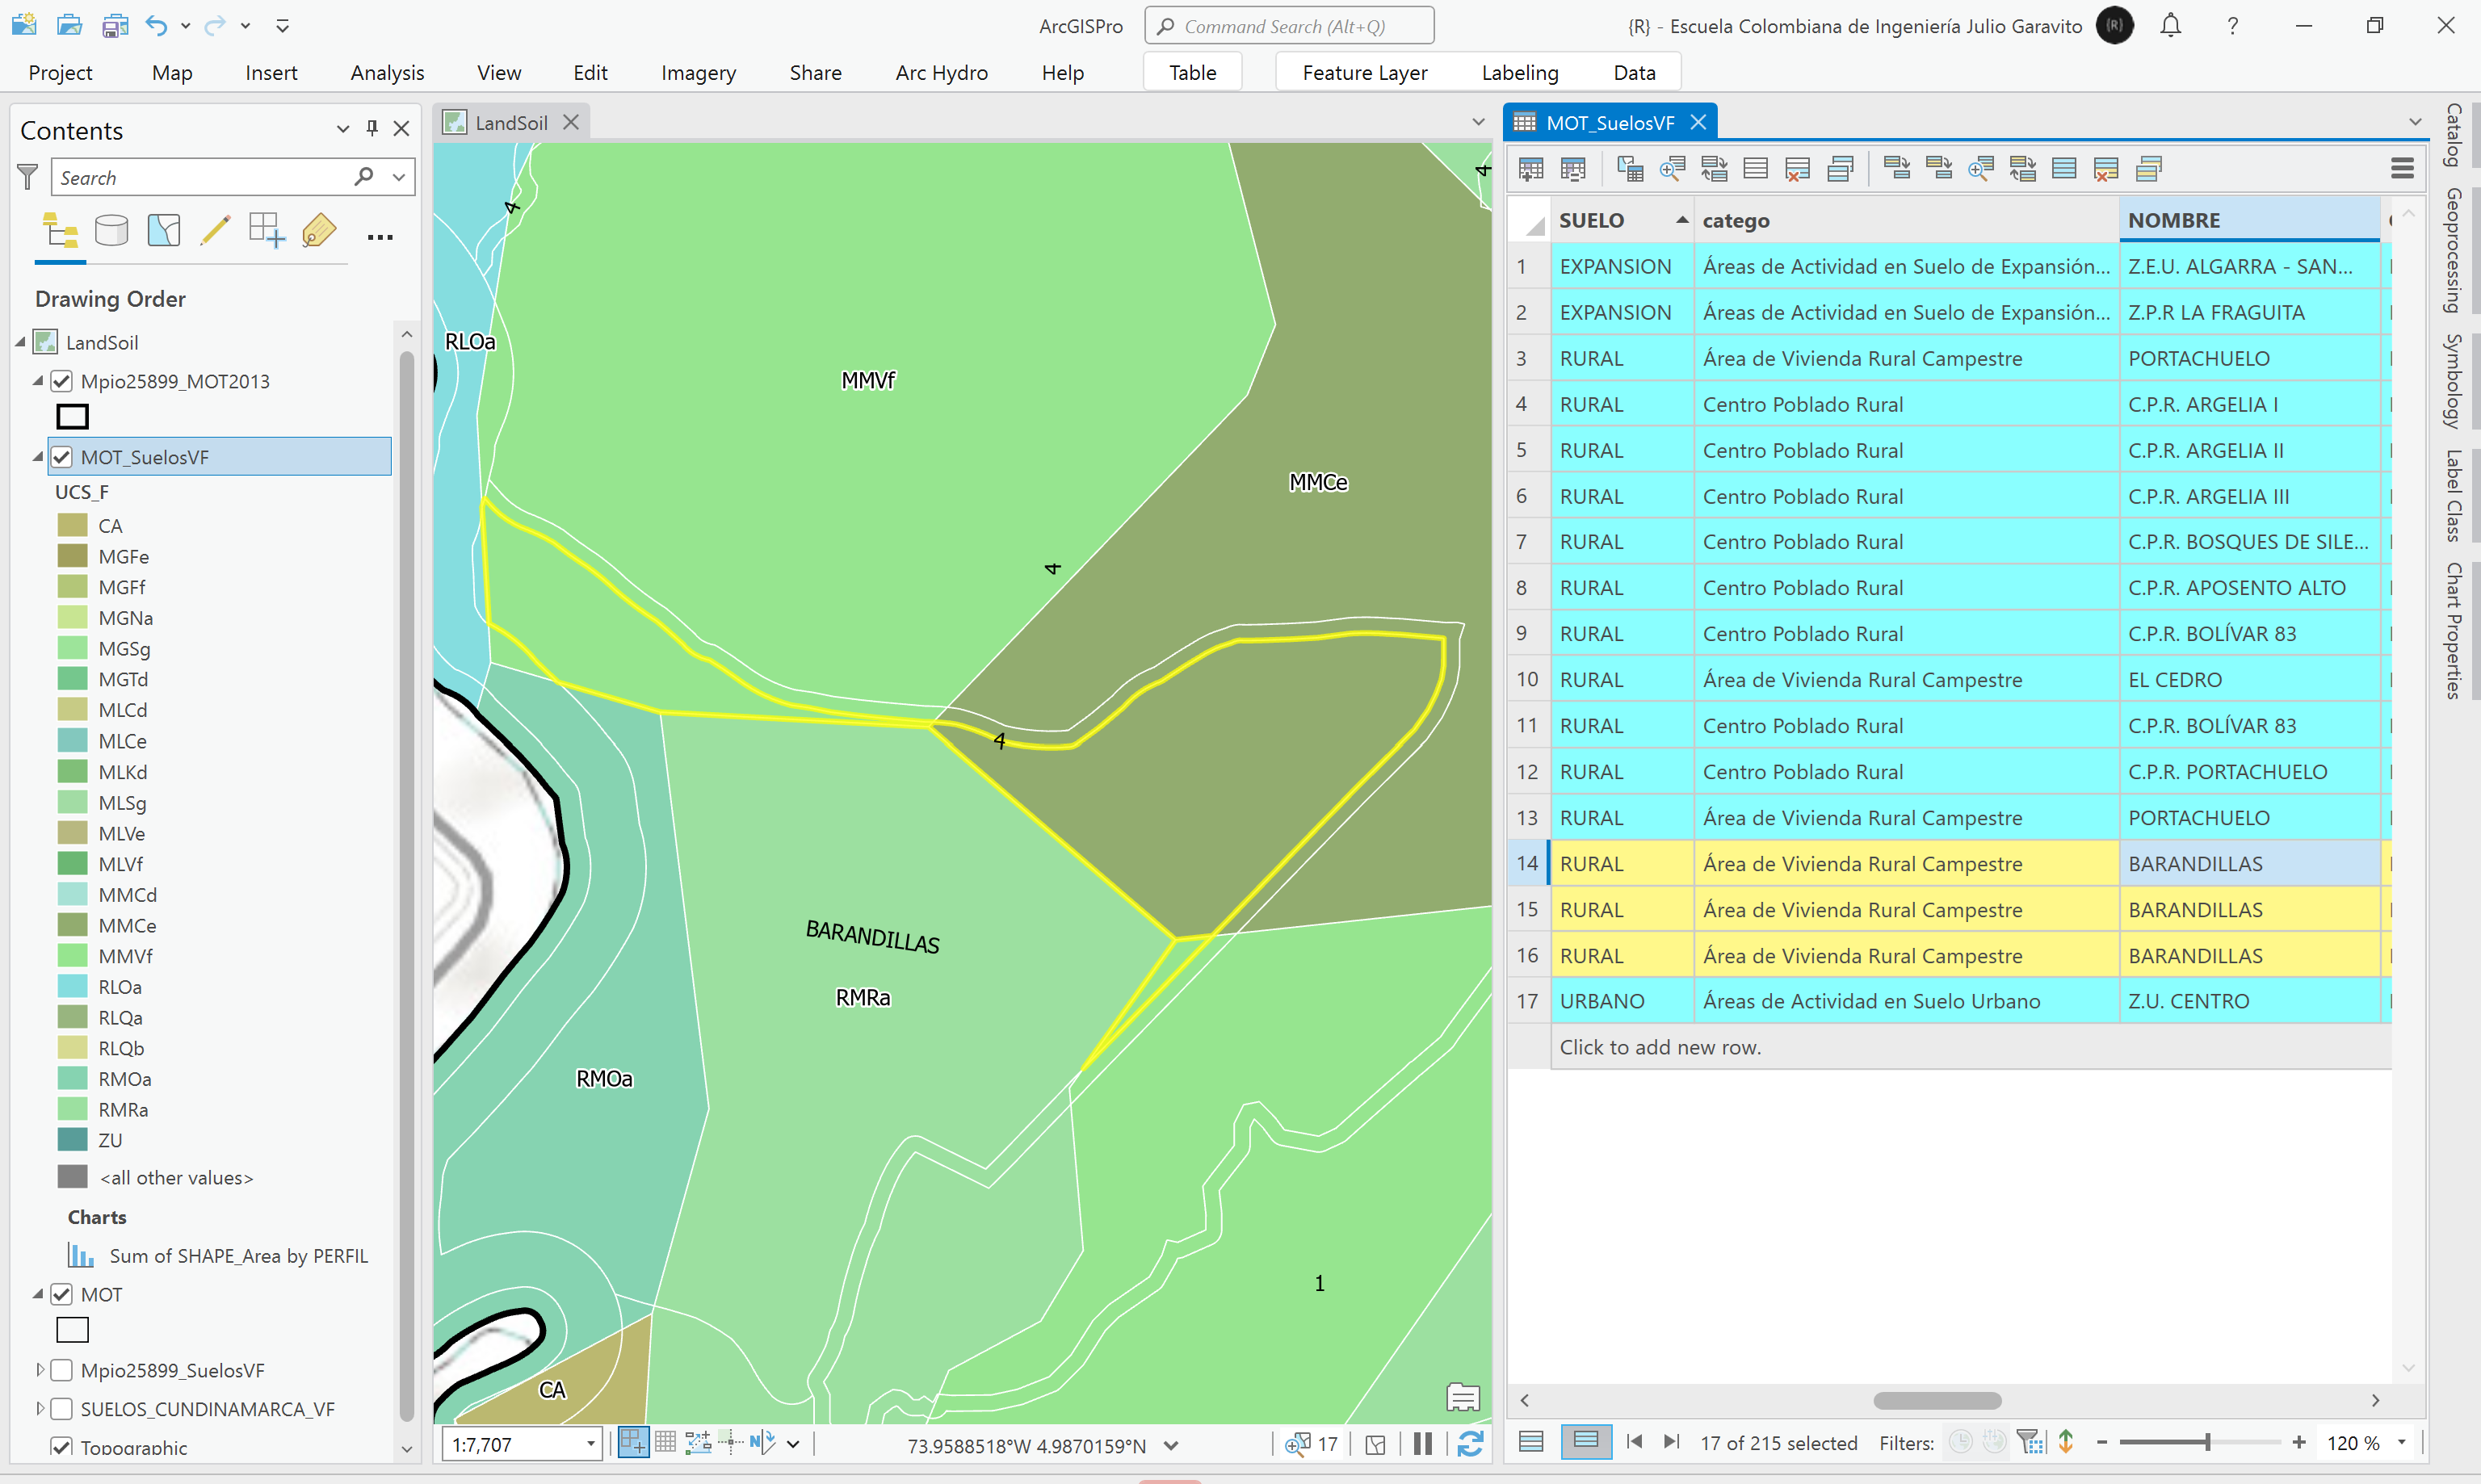 ArcGISPro
Command Search (Alt+Q)
{R} - Escuela Colombiana de Ingeniería Julio Garavito
{R}
?
Project Map Insert Analysis View Edit Imagery Share Arc Hydro Help Table Feature Layer Labeling Data
Contents
Search
Drawing Order
LandSoil
Mpio25899_MOT2013
MOT_SuelosVF
UCS_F
CA
MGFe
MGFf
MGNa
MGSg
MGTd
MLCd
MLCe
MLKd
MLSg
MLVe
MLVf
MMCd
MMCe
MMVf
RLOa
RLQa
RLQb
RMOa
RMRa
ZU
<all other values>
Charts
Sum of SHAPE_Area by PERFIL
MOT
Mpio25899_SuelosVF
SUELOS_CUNDINAMARCA_VF
Topographic
LandSoil
4
4
RLOa
MMVf
MMCe
4
4
BARANDILLAS
RMRa
RMOa
1
CA
1:7,707
73.9588518°W 4.9870159°N
17
MOT_SuelosVF
SUELO catego NOMBRE
1 EXPANSION Áreas de Actividad en Suelo de Expansión... Z.E.U. ALGARRA - SAN...
2 EXPANSION Áreas de Actividad en Suelo de Expansión... Z.P.R LA FRAGUITA
3 RURAL Área de Vivienda Rural Campestre PORTACHUELO
4 RURAL Centro Poblado Rural C.P.R. ARGELIA I
5 RURAL Centro Poblado Rural C.P.R. ARGELIA II
6 RURAL Centro Poblado Rural C.P.R. ARGELIA III
7 RURAL Centro Poblado Rural C.P.R. BOSQUES DE SILE...
8 RURAL Centro Poblado Rural C.P.R. APOSENTO ALTO
9 RURAL Centro Poblado Rural C.P.R. BOLÍVAR 83
10 RURAL Área de Vivienda Rural Campestre EL CEDRO
11 RURAL Centro Poblado Rural C.P.R. BOLÍVAR 83
12 RURAL Centro Poblado Rural C.P.R. PORTACHUELO
13 RURAL Área de Vivienda Rural Campestre PORTACHUELO
14 RURAL Área de Vivienda Rural Campestre BARANDILLAS
15 RURAL Área de Vivienda Rural Campestre BARANDILLAS
16 RURAL Área de Vivienda Rural Campestre BARANDILLAS
17 URBANO Áreas de Actividad en Suelo Urbano Z.U. CENTRO
Click to add new row.
17 of 215 selected
Filters:
120 %
Catalog
Geoprocessing
Symbology
Label Class
Chart Properties